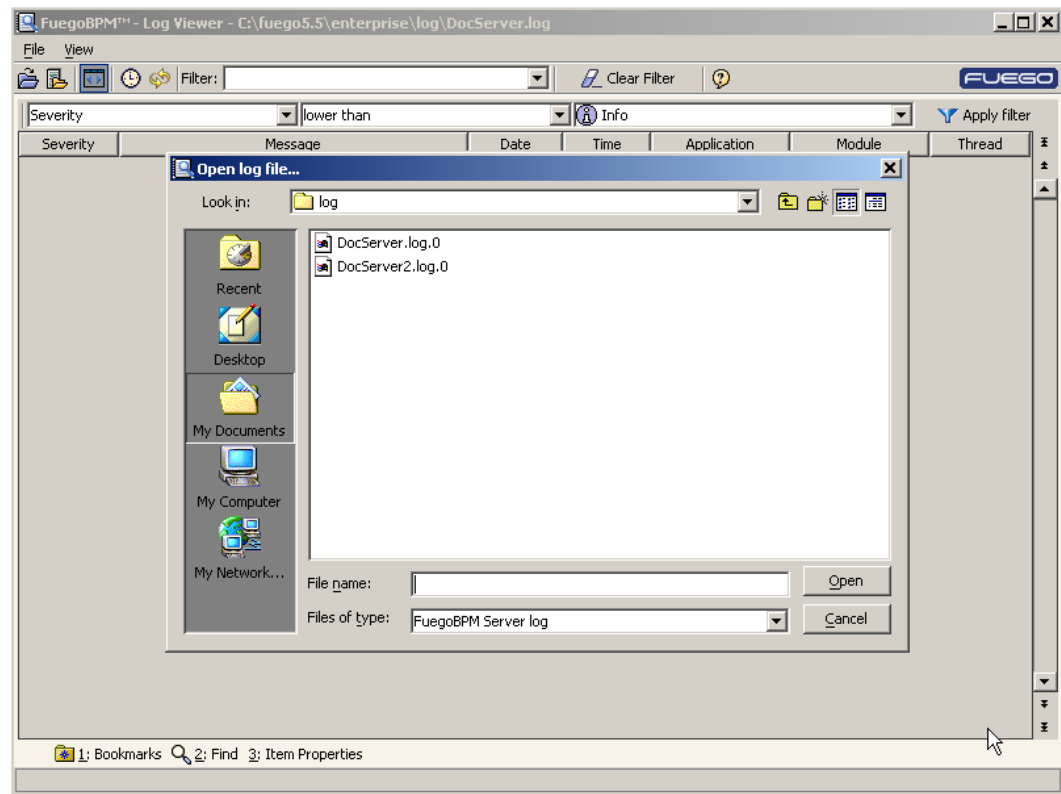 FuegoBPM™ - Log Viewer - C:\fuego5.5\enterprise\log\DocServer.log
File View
Filter: Clear Filter FUEGO
Severity lower than Info Apply filter
Severity Message Date Time Application Module Thread
Open log file...
Look in: log
DocServer.log.0
DocServer2.log.0
Recent
Desktop
My Documents
My Computer
My Network...
File name: Open
Files of type: FuegoBPM Server log Cancel
1: Bookmarks 2: Find 3: Item Properties